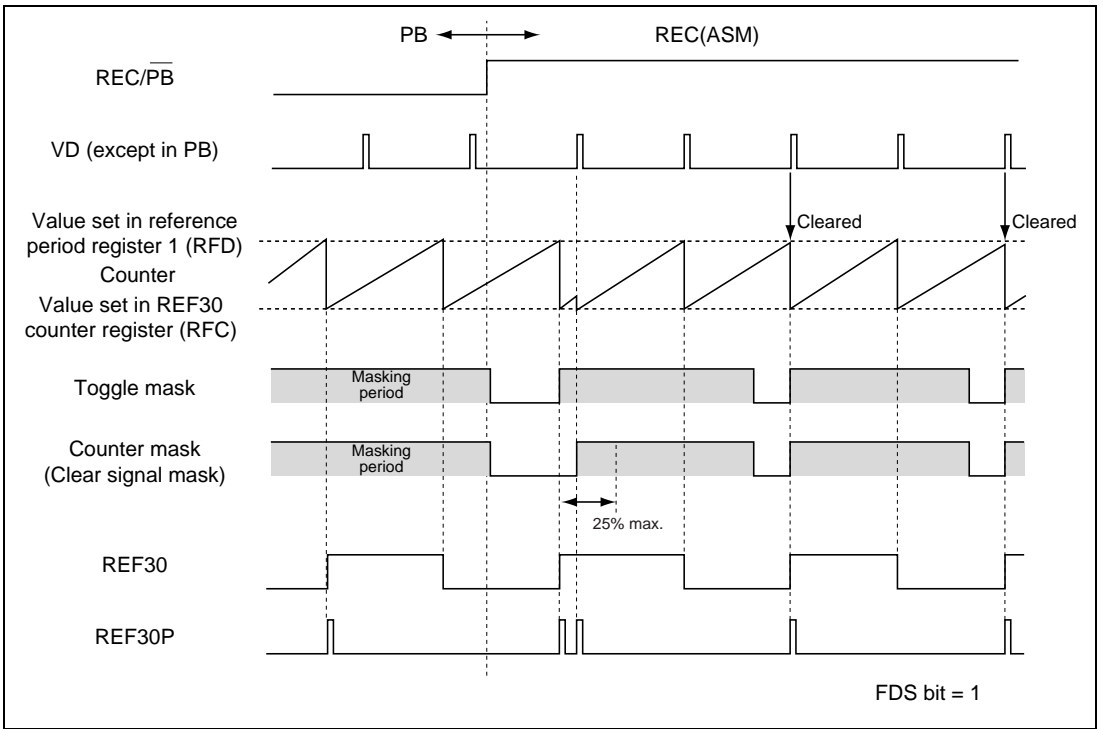 PB REC(ASM)
REC/PB
VD (except in PB)
Value set in reference
period register 1 (RFD)
Cleared Cleared
Counter
Value set in REF30
counter register (RFC)
Toggle mask
Masking
period
Counter mask
(Clear signal mask)
Masking
period
25% max.
REF30
REF30P
FDS bit = 1